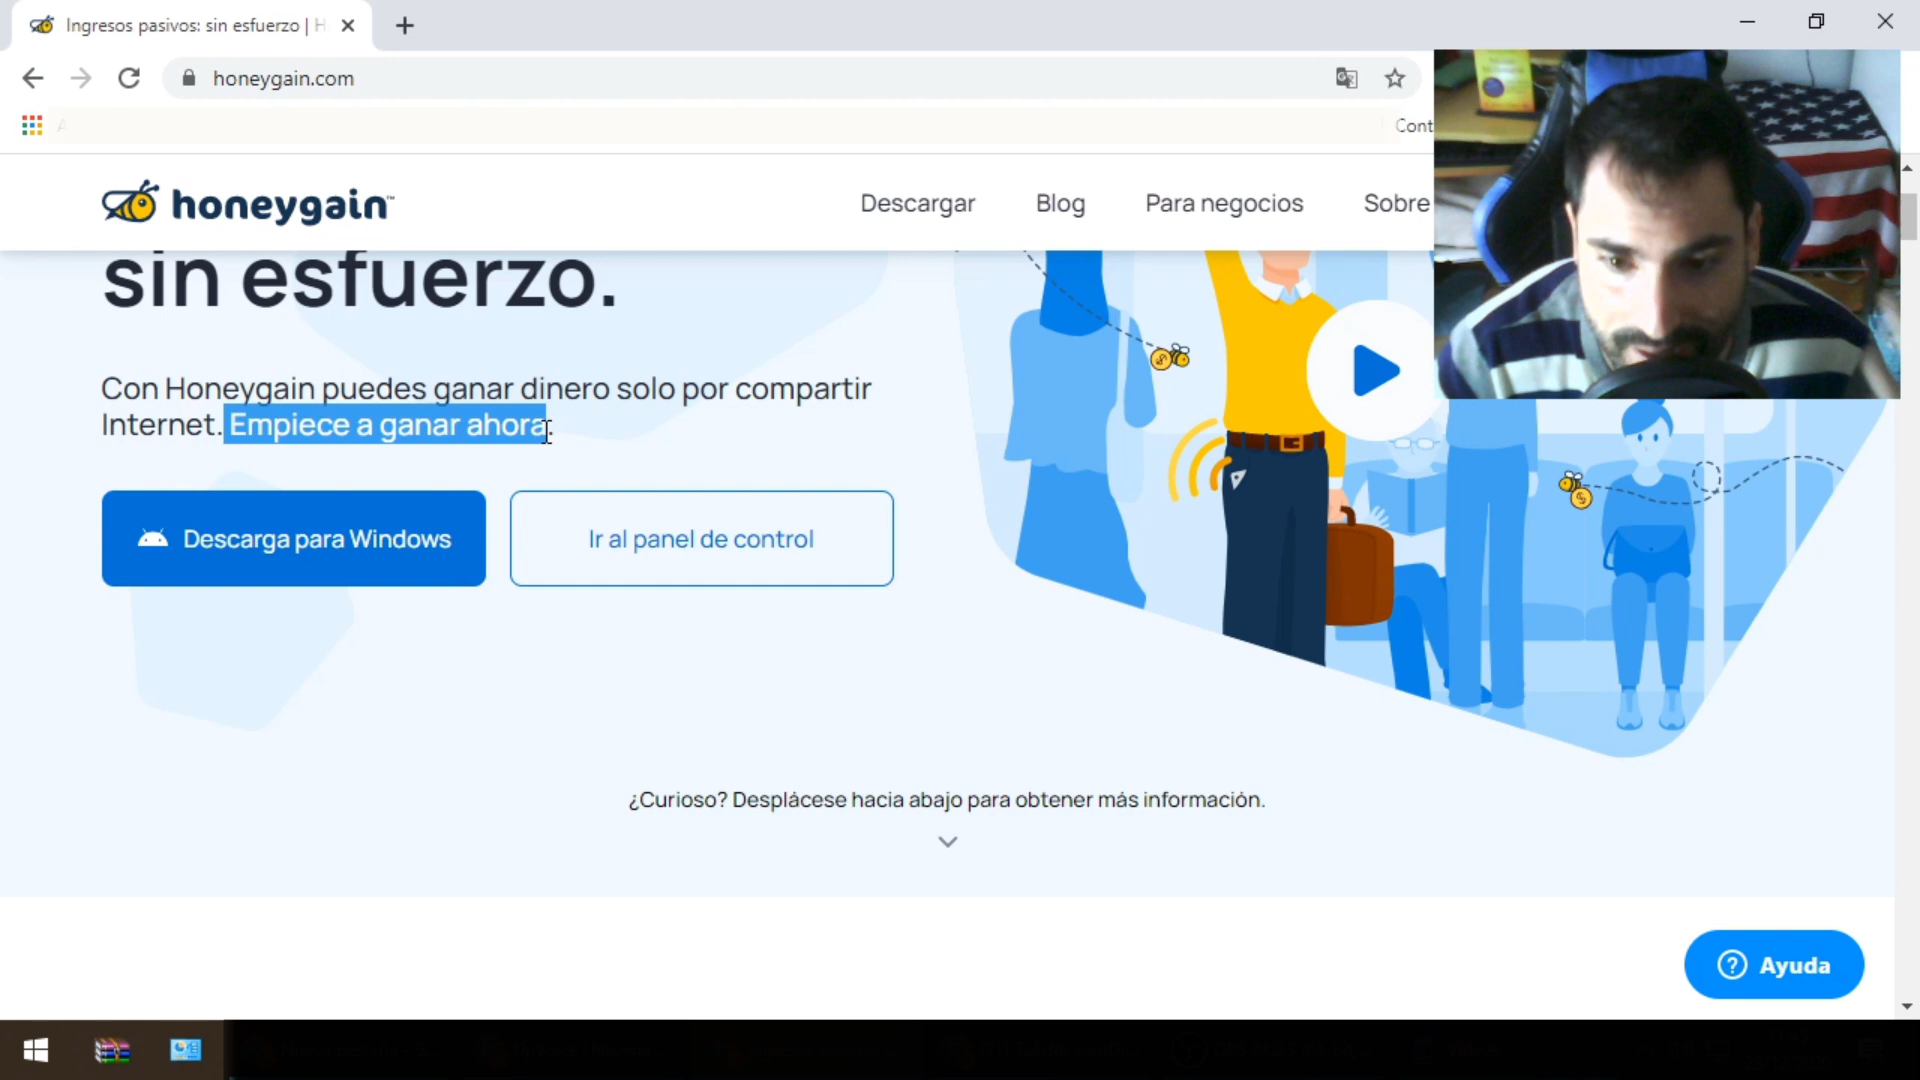 Ingresos pasivos: sin esfuerzo | H
honeygain.com
Cont
honeygain™
Descargar
Blog
Para negocios
Sobre
sin esfuerzo.
Con Honeygain puedes ganar dinero solo por compartir
Internet. Empiece a ganar ahora.
Descarga para Windows
Ir al panel de control
¿Curioso? Desplácese hacia abajo para obtener más información.
? Ayuda